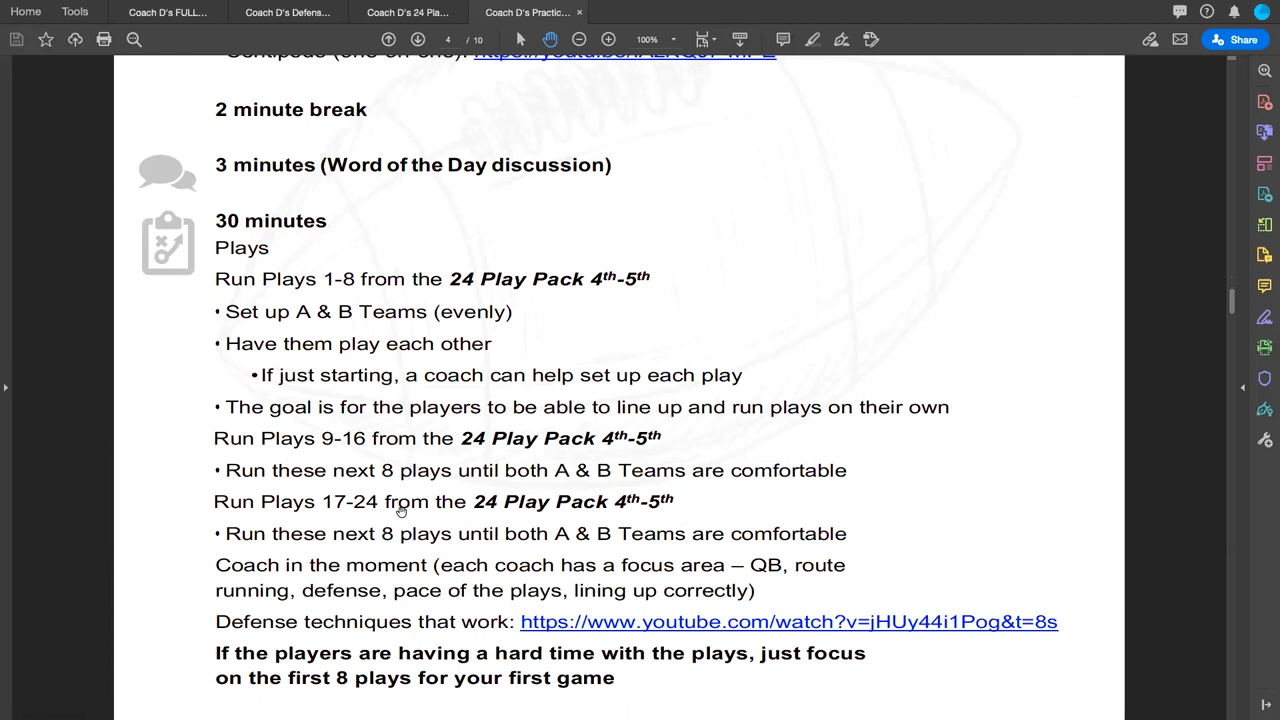 Home
Tools
Coach D's FULL...
Coach D's Defens...
Coach D's 24 Pla...
Coach D's Practic...
4 / 10
100%
Share
2 minute break
3 minutes (Word of the Day discussion)
30 minutes
Plays
Run Plays 1-8 from the 24 Play Pack 4th-5th
• Set up A & B Teams (evenly)
• Have them play each other
• If just starting, a coach can help set up each play
• The goal is for the players to be able to line up and run plays on their own
Run Plays 9-16 from the 24 Play Pack 4th-5th
• Run these next 8 plays until both A & B Teams are comfortable
Run Plays 17-24 from the 24 Play Pack 4th-5th
• Run these next 8 plays until both A & B Teams are comfortable
Coach in the moment (each coach has a focus area – QB, route
running, defense, pace of the plays, lining up correctly)
Defense techniques that work: https://www.youtube.com/watch?v=jHUy44i1Pog&t=8s
If the players are having a hard time with the plays, just focus
on the first 8 plays for your first game